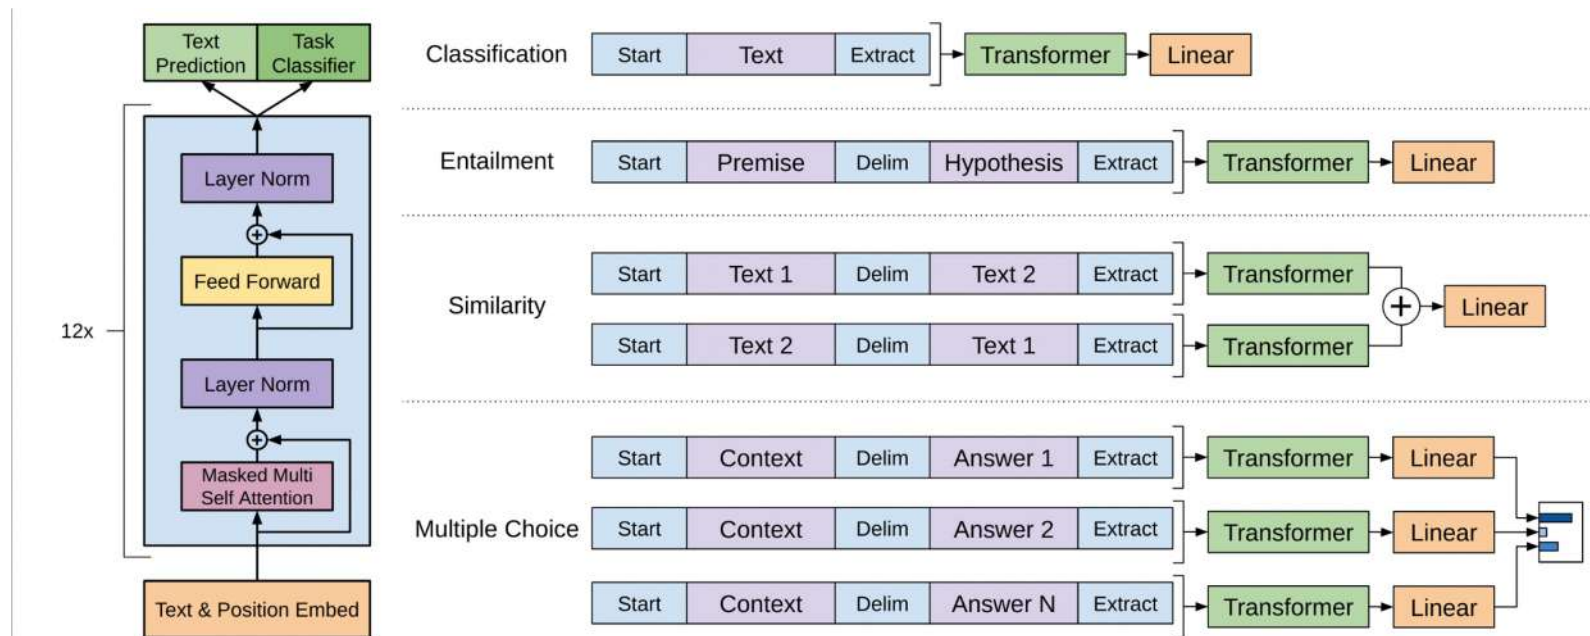 Text
Prediction
Task
Classifier
12x
Layer Norm
Feed Forward
Layer Norm
Masked Multi
Self Attention
Text & Position Embed
Classification
Start Text Extract Transformer Linear
Entailment
Start Premise Delim Hypothesis Extract Transformer Linear
Similarity
Start Text 1 Delim Text 2 Extract Transformer
Start Text 2 Delim Text 1 Extract Transformer
+ Linear
Multiple Choice
Start Context Delim Answer 1 Extract Transformer Linear
Start Context Delim Answer 2 Extract Transformer Linear
Start Context Delim Answer N Extract Transformer Linear